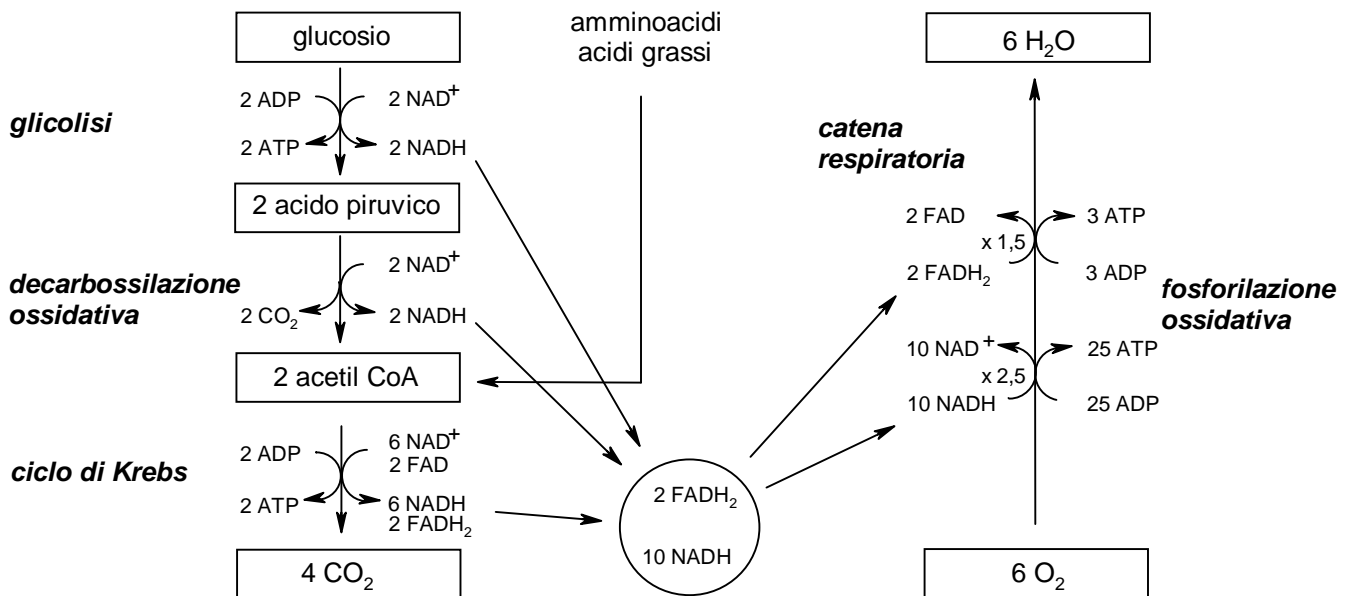 glucosio
2 ADP
2 NAD⁺
glicolisi
2 ATP
2 NADH
2 acido piruvico
2 NAD⁺
decarbossilazione
ossidativa
2 CO₂
2 NADH
2 acetil CoA
2 ADP
6 NAD⁺
2 FAD
ciclo di Krebs
2 ATP
6 NADH
2 FADH₂
4 CO₂
amminoacidi
acidi grassi
2 FADH₂
10 NADH
6 H₂O
catena
respiratoria
2 FAD
3 ATP
x 1,5
2 FADH₂
3 ADP
fosforilazione
ossidativa
10 NAD⁺
25 ATP
x 2,5
10 NADH
25 ADP
6 O₂